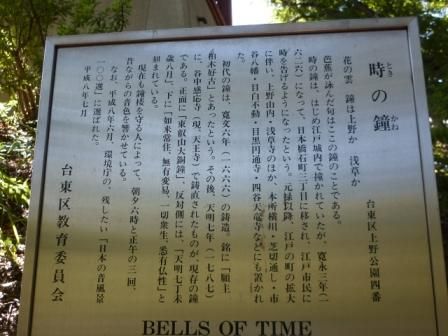 時の鐘
とき
かね
台東区上野公園四番
花の雲 鐘は上野か 浅草か
芭蕉が詠んだ句はここの鐘のことである。
時の鐘は、はじめ江戸城内で撞かれていたが、寛永三年(一
六二六)になって、日本橋石町三丁目に移され、江戸市民に
時を告げるようになったという。元禄以降、江戸の町の拡大
に伴い、上野山内・浅草寺のほか、本所横川・芝切通し・市
谷八幡・目白不動・目黒円通寺・四谷天竜寺などにも置かれ
た。
初代の鐘は、寛文六年(一六六六)の鋳造。銘に「願主
柏木好古」とあったという。その後、天明七年(一七八七)
に、谷中感応寺(現、天王寺)で鋳直されたものが、現存の鐘
である。正面に「東叡山大銅鐘」、反対側には、「天明七丁未
歳八月」、下に「如来常住、無有変易、一切衆生、悉有仏性」と
刻まれている。
現在も鐘楼を守る人によって、朝夕六時と正午の三回、
昔ながらの音色を響かせている。
なお、平成八年六月、環境庁の、残したい「日本の音風景
一〇〇選」に選ばれた。
平成八年七月
台東区教育委員会
BELLS OF TIME